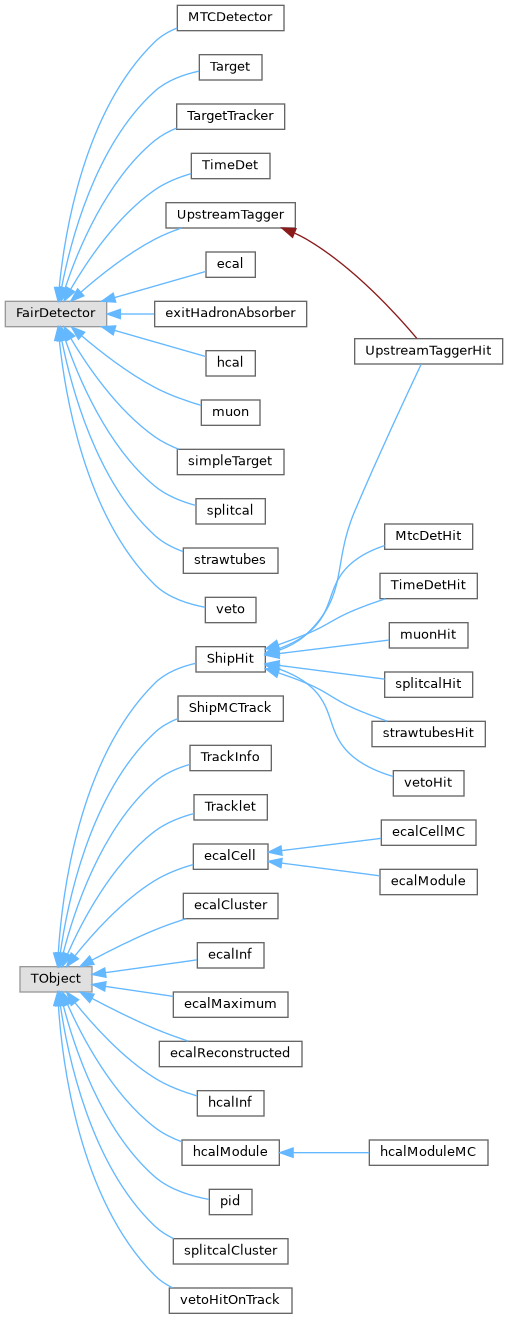 MTCDetector
Target
TargetTracker
TimeDet
UpstreamTagger
ecal
FairDetector
exitHadronAbsorber
UpstreamTaggerHit
hcal
muon
simpleTarget
splitcal
strawtubes
veto
MtcDetHit
TimeDetHit
muonHit
ShipHit
splitcalHit
ShipMCTrack
strawtubesHit
TrackInfo
vetoHit
Tracklet
ecalCellMC
ecalCell
ecalModule
ecalCluster
ecalInf
TObject
ecalMaximum
ecalReconstructed
hcalInf
hcalModule
hcalModuleMC
pid
splitcalCluster
vetoHitOnTrack